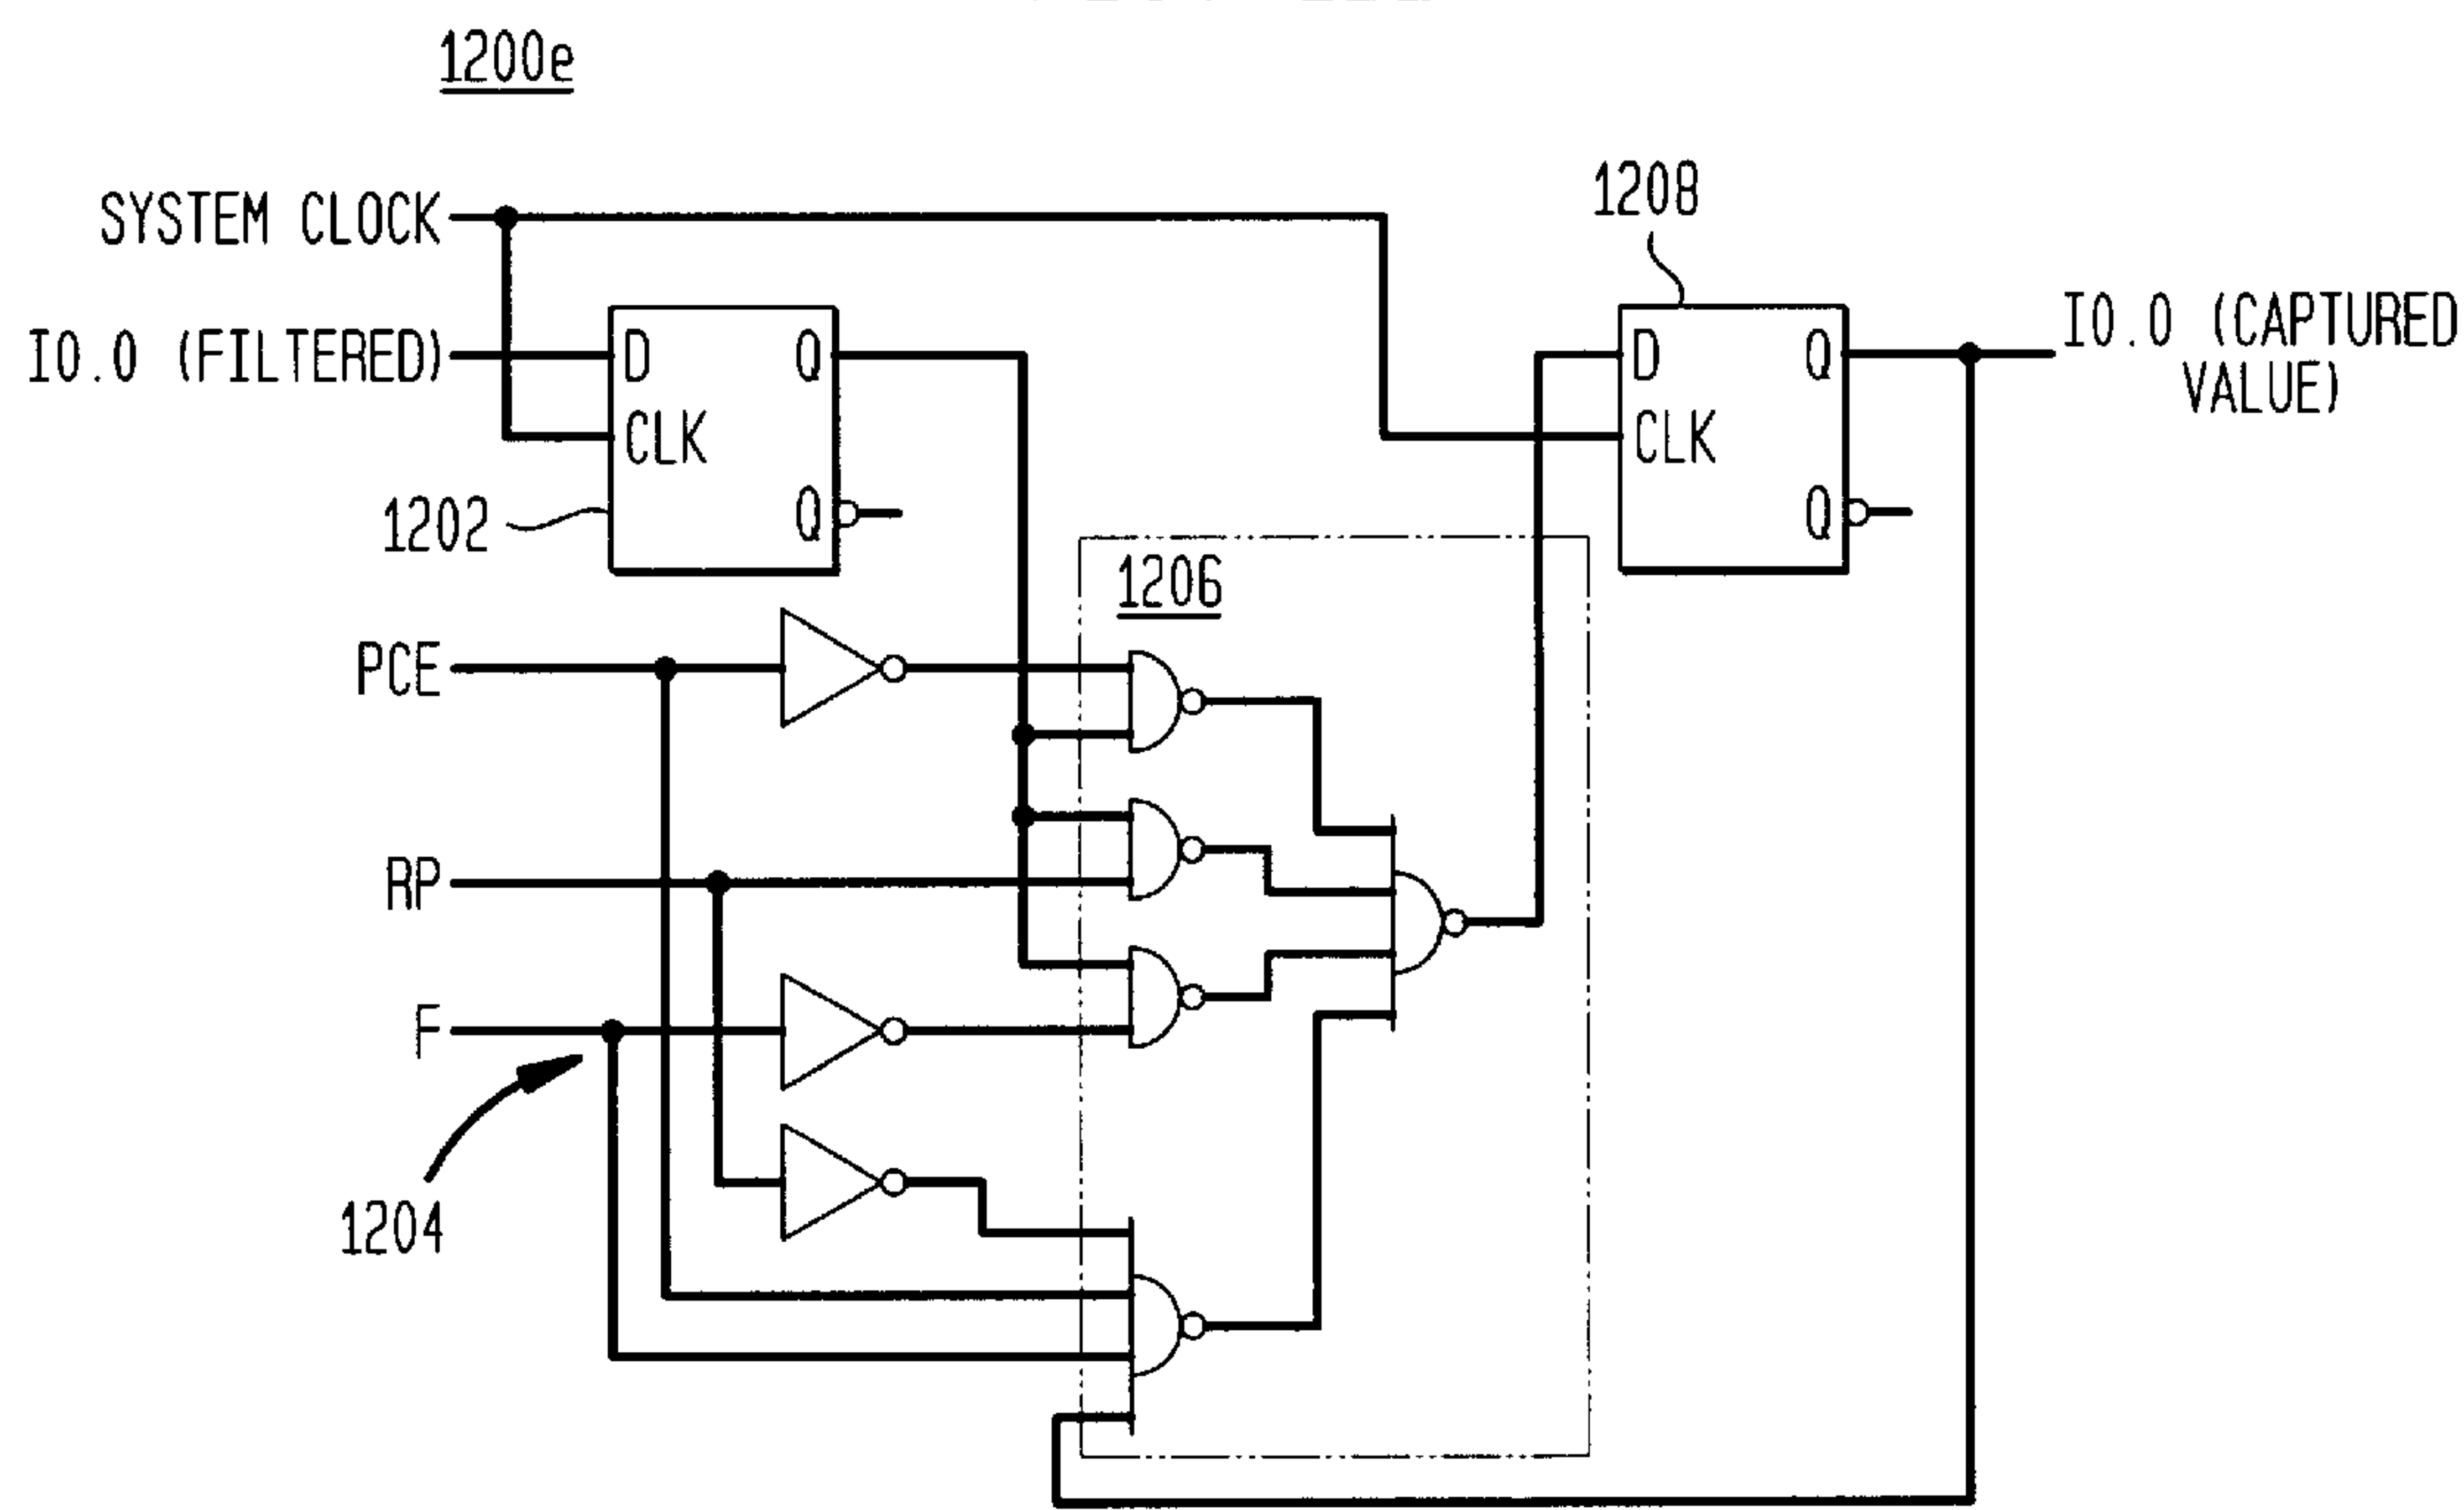 1200e
SYSTEM CLOCK
1208
I0.0 (FILTERED)
D
Q
CLK
Q
1202
D
Q
CLK
Q
I0.0 (CAPTURED
VALUE)
1206
PCE
RP
F
1204